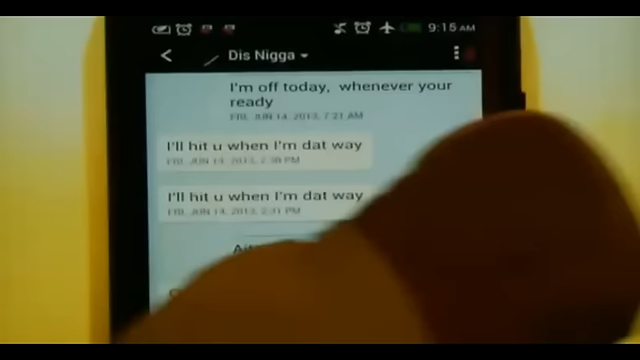 9:15 AM
Dis Nigga
I'm off today, whenever your
ready
FRI, JUN 14, 2013, 7:21 AM
I'll hit u when I'm dat way
FRI, JUN 14, 2013, 2:30 PM
I'll hit u when I'm dat way
FRI, JUN 14, 2013, 2:31 PM